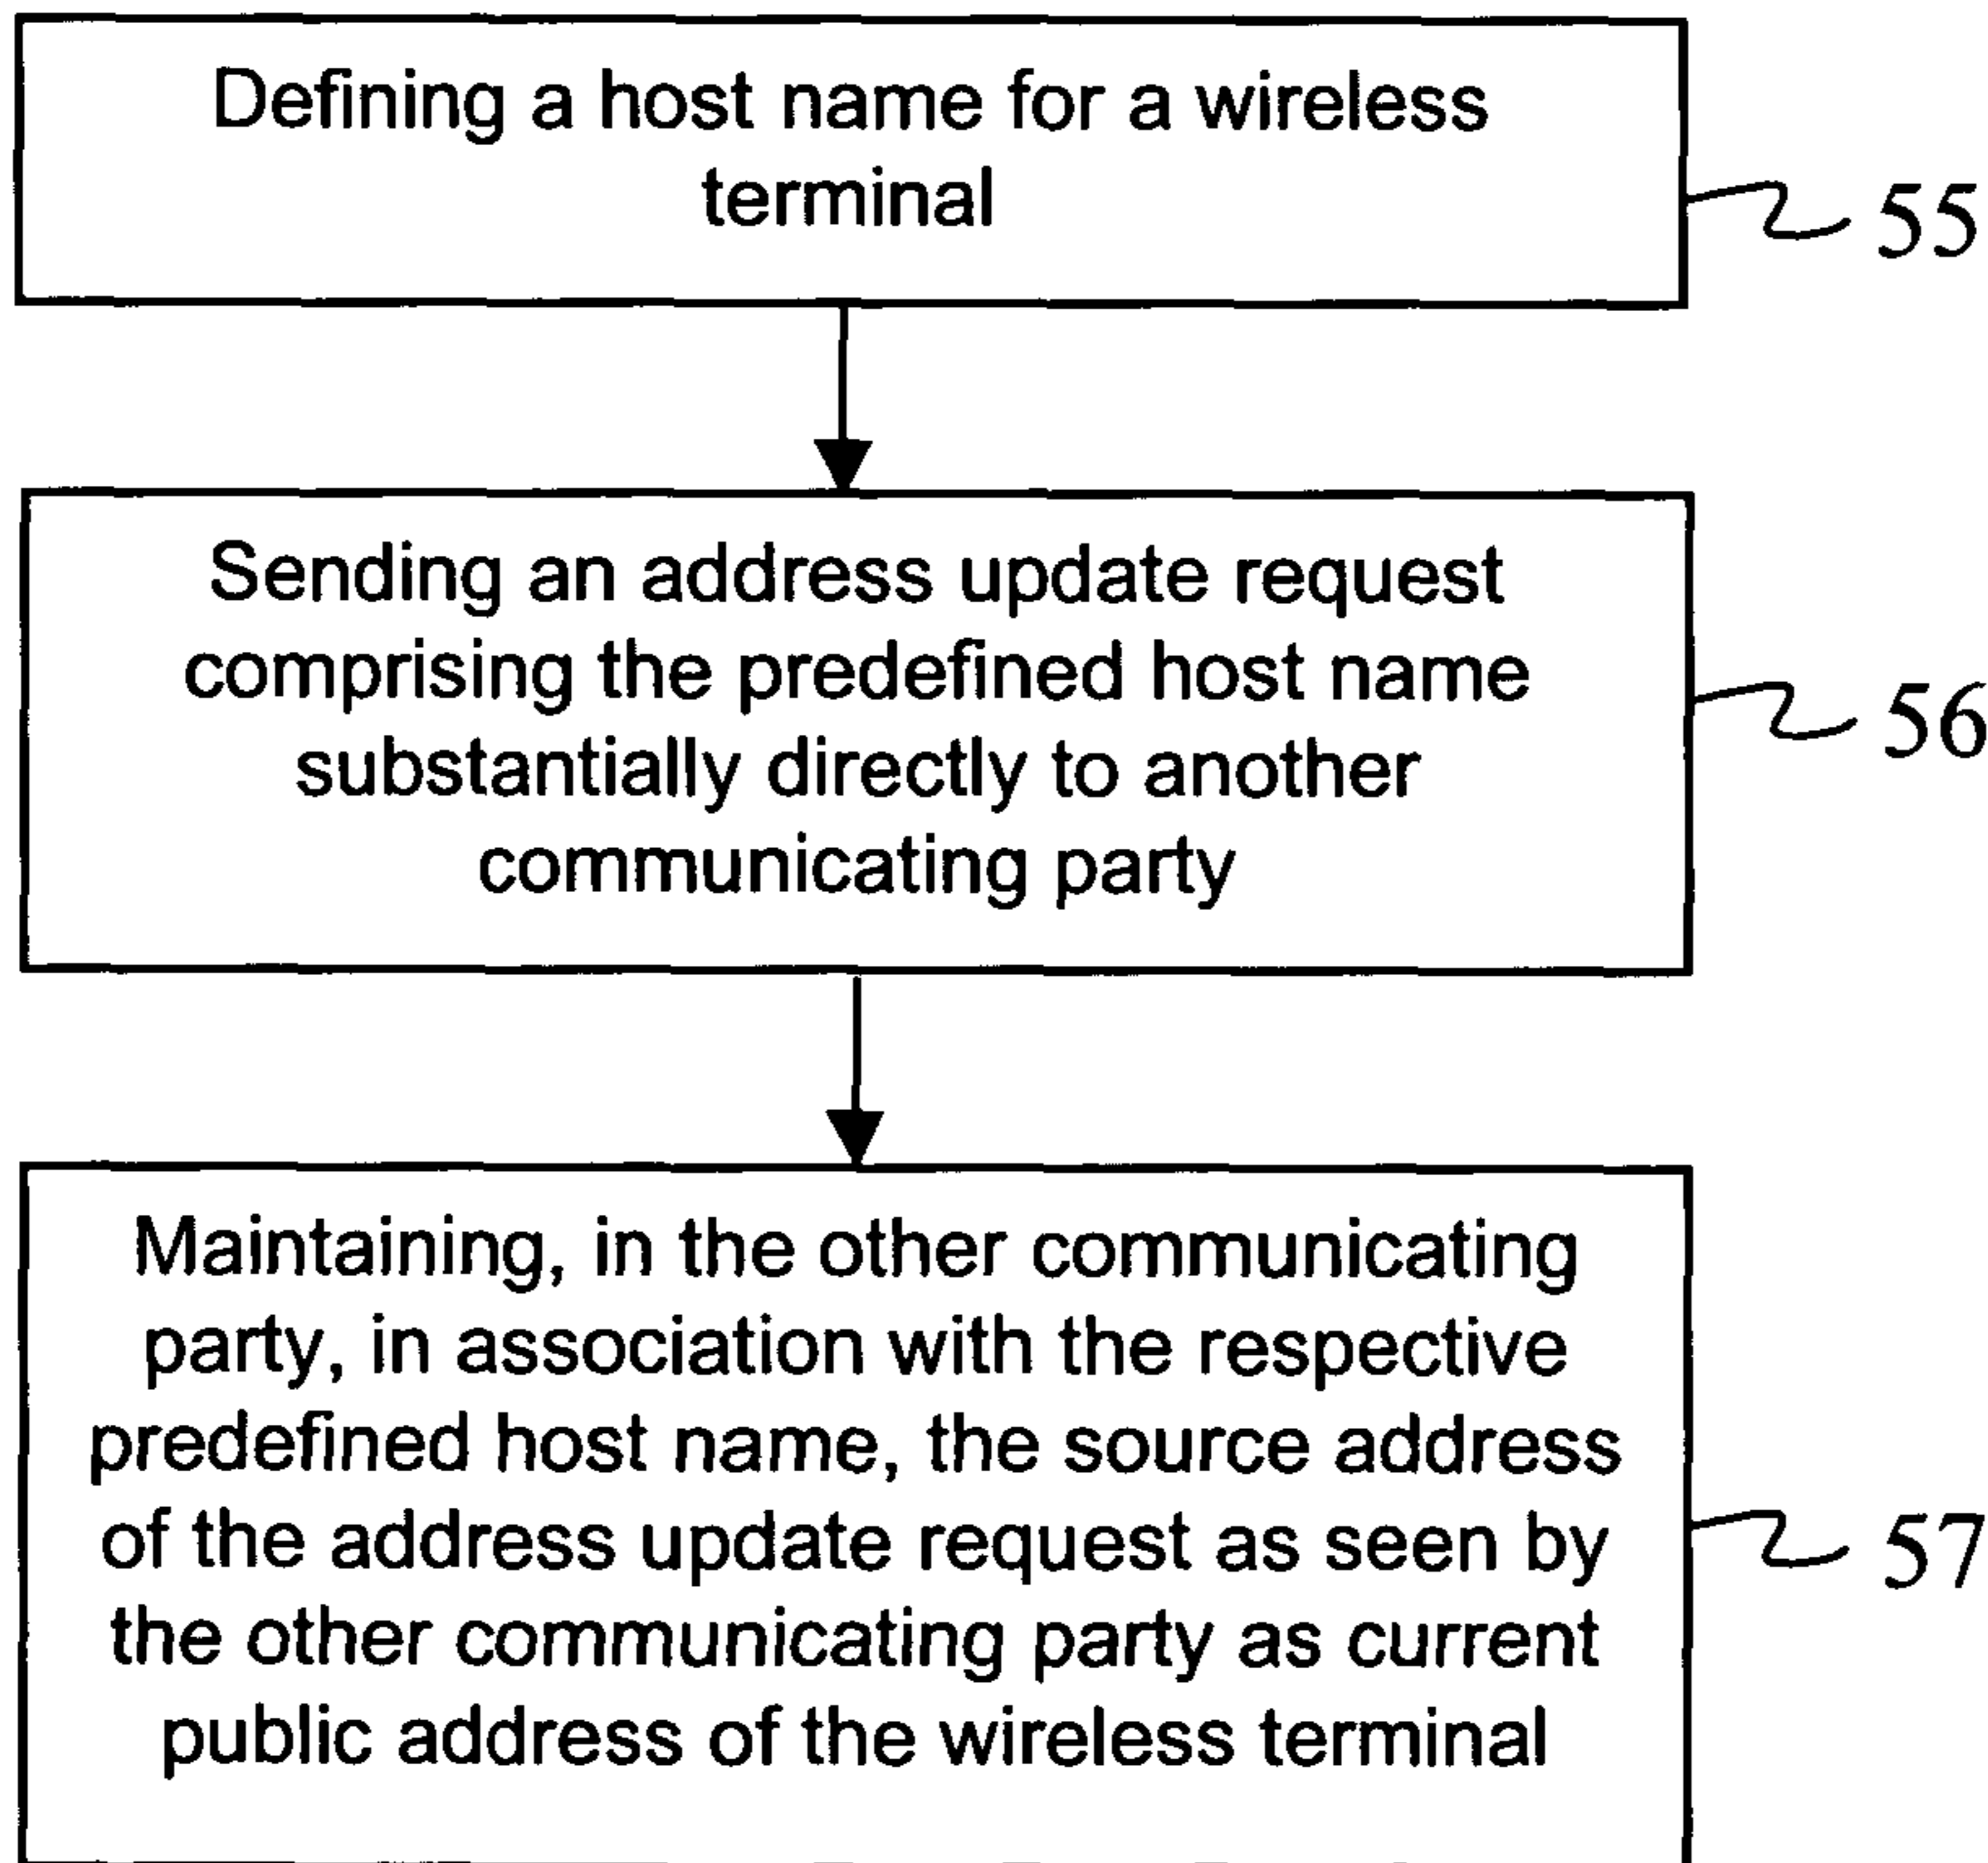 Defining a host name for a wireless
terminal
55
Sending an address update request
comprising the predefined host name
substantially directly to another
communicating party
56
Maintaining, in the other communicating
party, in association with the respective
predefined host name, the source address
of the address update request as seen by
the other communicating party as current
public address of the wireless terminal
57